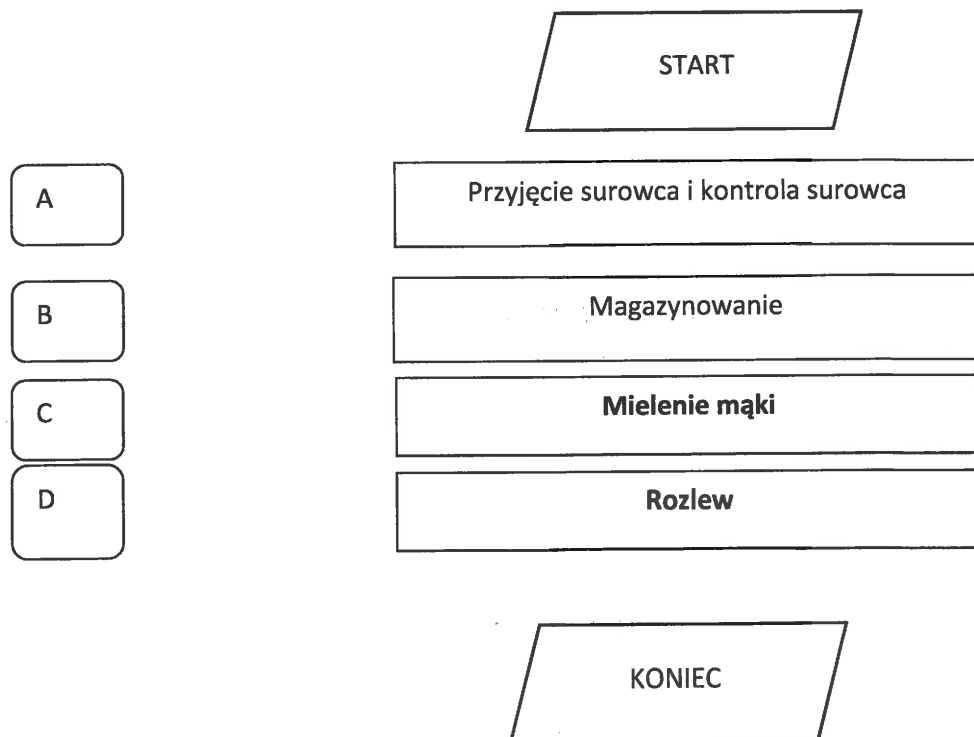 START
A
Przyjęcie surowca i kontrola surowca
B
Magazynowanie
C
Mielenie mąki
D
Rozlew
KONIEC